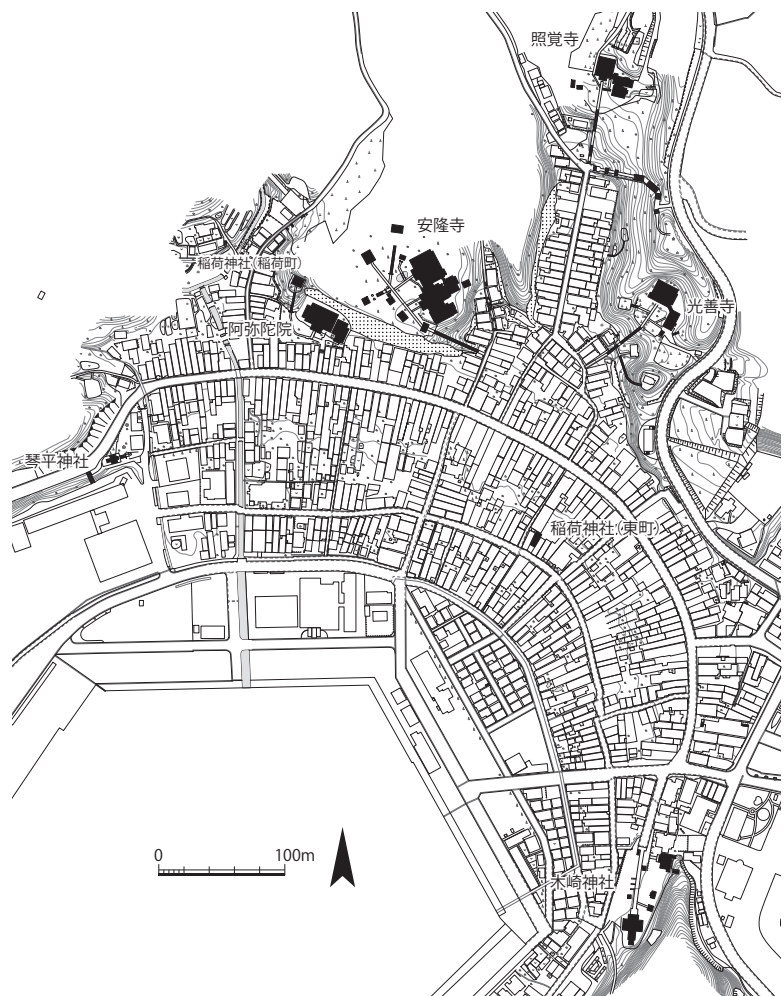 照覚寺
安隆寺
稲荷神社(稲荷町)
光善寺
阿弥陀院
琴平神社
稲荷神社(東町)
0 100m
木崎神社